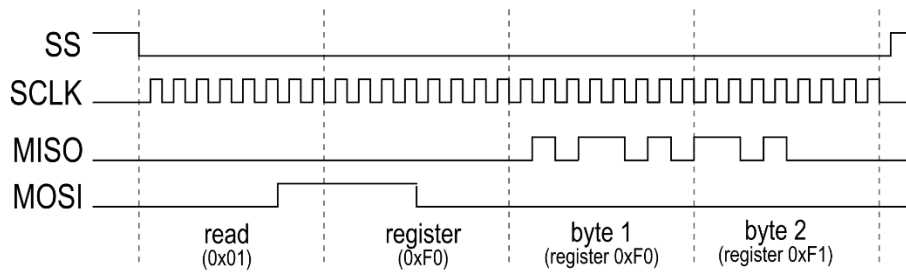 SS
SCLK
MISO
MOSI
read
(0x01)
register
(0xF0)
byte 1
(register 0xF0)
byte 2
(register 0xF1)